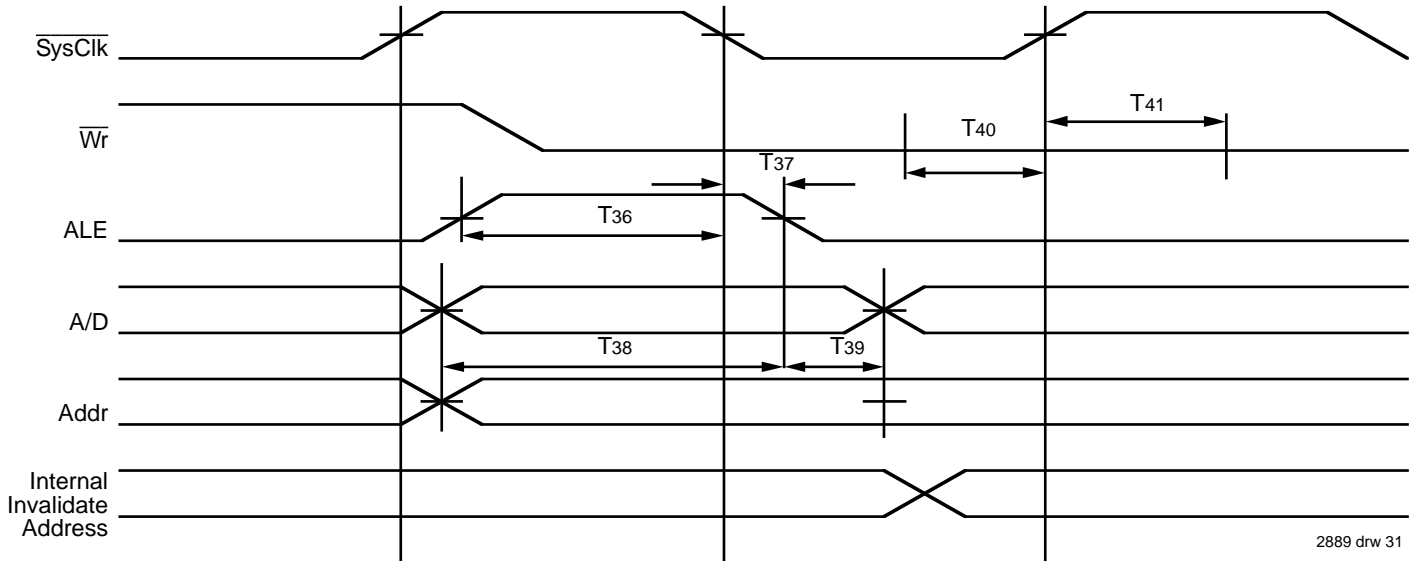 SysClk
Wr
T41
T40
T37
T36
ALE
A/D
T38
T39
Addr
Internal
Invalidate
Address
2889 drw 31